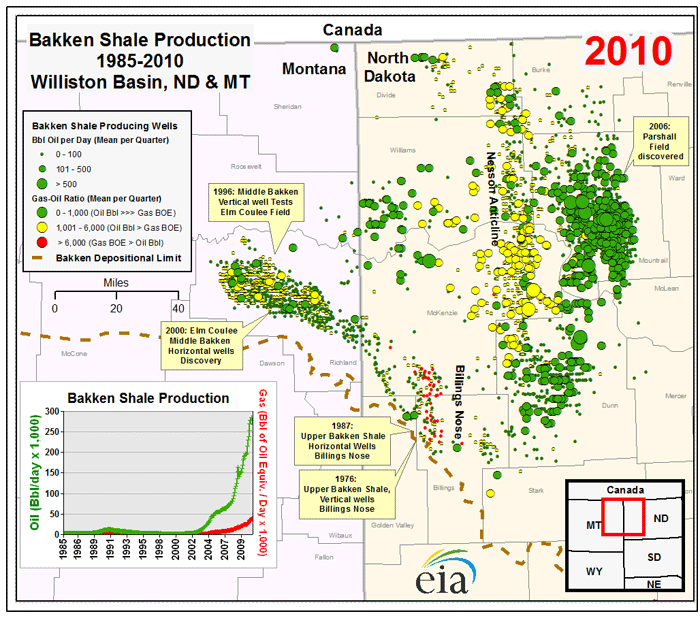 Canada
Bakken Shale Production
1985-2010
Williston Basin, ND & MT
Montana
North
Dakota
2010
Burke
Renville
Divide
Sheridan
Bakken Shale Producing Wells
Bbl Oil per Day (Mean per Quarter)
0 - 100
101 - 500
> 500
Gas-Oil Ratio (Mean per Quarter)
0 - 1,000 (Oil Bbl >>> Gas BOE)
1,001 - 6,000 (Oil Bbl > Gas BOE)
> 6,000 (Gas BOE > Oil Bbl)
Bakken Depositional Limit
2006:
Parshall
Field
discovered
Williams
Nesson Anticline
Ward
Roosevelt
1996: Middle Bakken
Vertical well Tests
Elm Coulee Field
Mountrail
McLean
Miles
0 20 40
McKenzie
2000: Elm Coulee
Middle Bakken
Horizontal wells
Discovery
McCone
Dawson
Richland
Billings Nose
Mercer
Dunn
1987:
Upper Bakken Shale
Horizontal Wells
Billings Nose
1976:
Upper Bakken Shale,
Vertical wells
Billings Nose
Billings
Stark
Golden Valley
Wibaux
Fallon
Bakken Shale Production
Oil (Bbl/day x 1,000)
300
250
200
150
100
50
0
1985
1986
1988
1989
1991
1992
1994
1995
1997
1998
2000
2001
2003
2004
2006
2007
2009
Gas (Bbl of Oil Equiv. / Day x 1,000)
eia
Canada
MT
ND
SD
WY
NE